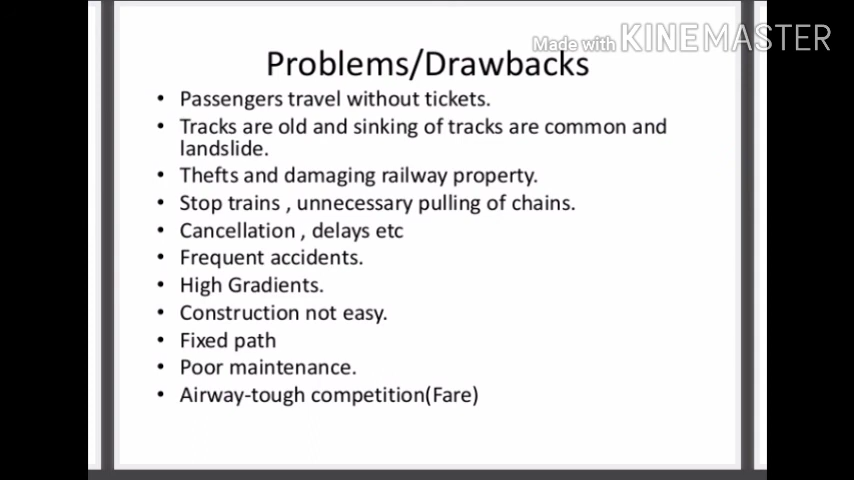 Made with KINEMASTER
Problems/Drawbacks
• Passengers travel without tickets.
• Tracks are old and sinking of tracks are common and
landslide.
• Thefts and damaging railway property.
• Stop trains , unnecessary pulling of chains.
• Cancellation , delays etc
• Frequent accidents.
• High Gradients.
• Construction not easy.
• Fixed path
• Poor maintenance.
• Airway-tough competition(Fare)